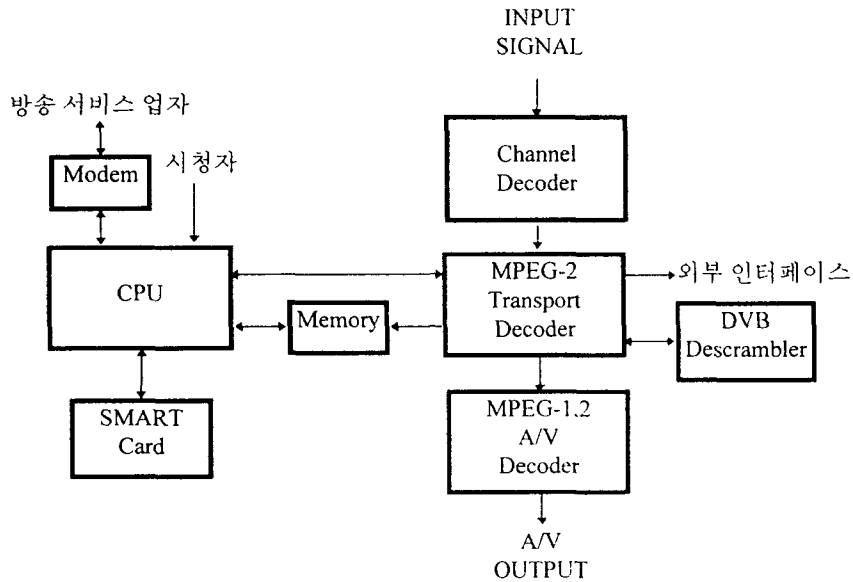 INPUT
SIGNAL
방송 서비스 업자
시청자
Modem
Channel
Decoder
CPU
MPEG-2
Transport
Decoder
외부 인터페이스
Memory
DVB
Descrambler
SMART
Card
MPEG-1,2
A/V
Decoder
A/V
OUTPUT